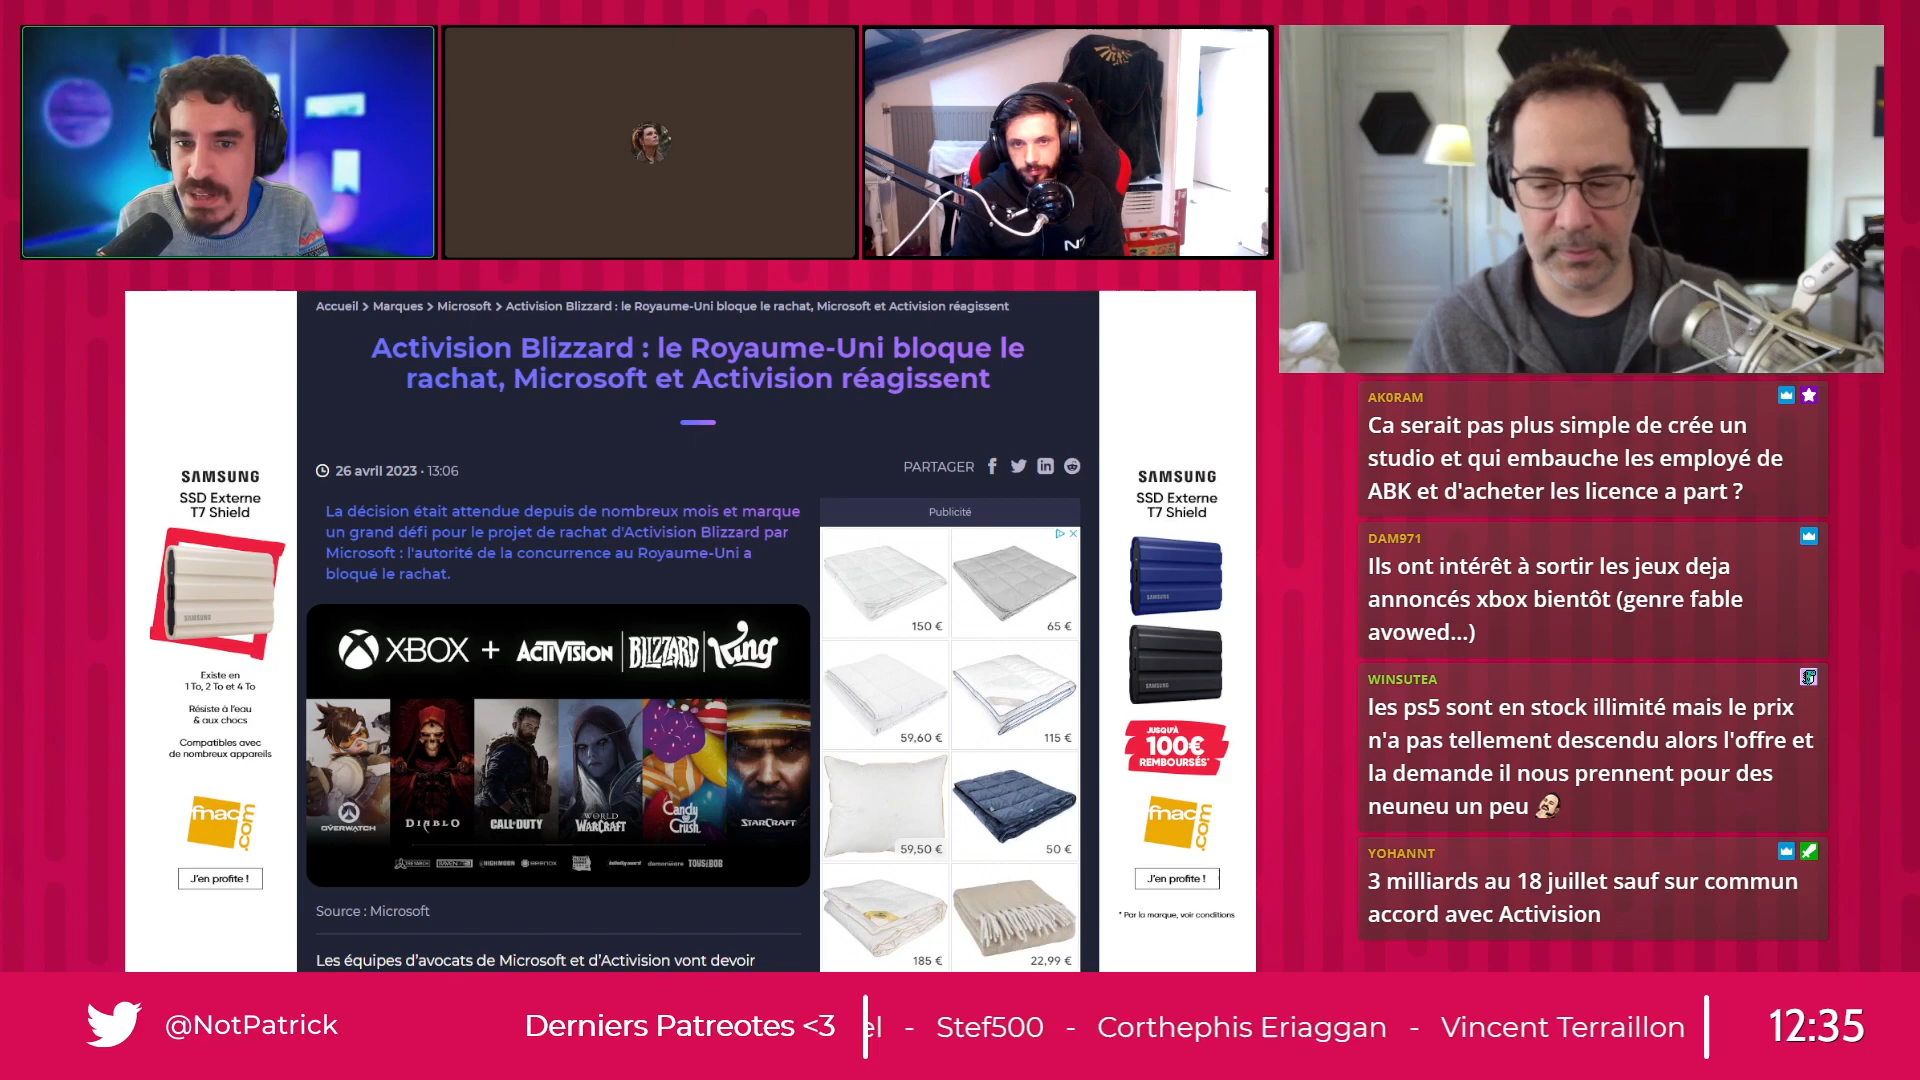 Accueil > Marques > Microsoft > Activision Blizzard : le Royaume-Uni bloque le rachat, Microsoft et Activision réagissent
Activision Blizzard : le Royaume-Uni bloque le
rachat, Microsoft et Activision réagissent
26 avril 2023 · 13:06
PARTAGER
La décision était attendue depuis de nombreux mois et marque
un grand défi pour le projet de rachat d'Activision Blizzard par
Microsoft : l'autorité de la concurrence au Royaume-Uni a
bloqué le rachat.
XBOX + ACTIVISION BLIZZARD King
OVERWATCH
DIABLO
CALL OF DUTY
WORLD WARCRAFT
Candy Crush
STARCRAFT
TOYS BOB
Source : Microsoft
Les équipes d'avocats de Microsoft et d'Activision vont devoir
Publicité
150 €
65 €
59,60 €
115 €
59,50 €
50 €
185 €
22,99 €
SAMSUNG
SSD Externe
T7 Shield
SAMSUNG
Existe en
1 To, 2 To et 4 To
Résiste à l'eau
& aux chocs
Compatibles avec
de nombreux appareils
fnac.com
J'en profite !
SAMSUNG
SSD Externe
T7 Shield
SAMSUNG
SAMSUNG
JUSQU'À
100€
REMBOURSÉS*
fnac.com
J'en profite !
* Par la marque, voir conditions
N7
AK0RAM
Ca serait pas plus simple de crée un
studio et qui embauche les employé de
ABK et d'acheter les licence a part ?
DAM971
Ils ont intérêt à sortir les jeux deja
annoncés xbox bientôt (genre fable
avowed...)
WINSUTEA
les ps5 sont en stock illimité mais le prix
n'a pas tellement descendu alors l'offre et
la demande il nous prennent pour des
neuneu un peu
YOHANNT
3 milliards au 18 juillet sauf sur commun
accord avec Activision
@NotPatrick
Derniers Patreotes <3
el - Stef500 - Corthephis Eriaggan - Vincent Terraillon
12:35